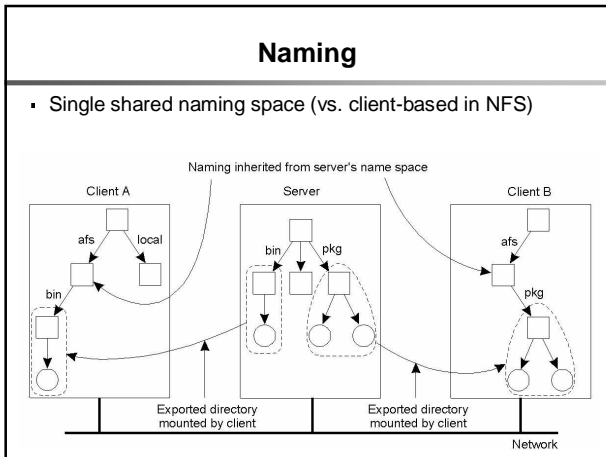 Naming
▪ Single shared naming space (vs. client-based in NFS)
Naming inherited from server's name space
Client A
Server
Client B
afs
local
bin
pkg
afs
bin
pkg
Exported directory
mounted by client
Exported directory
mounted by client
Network